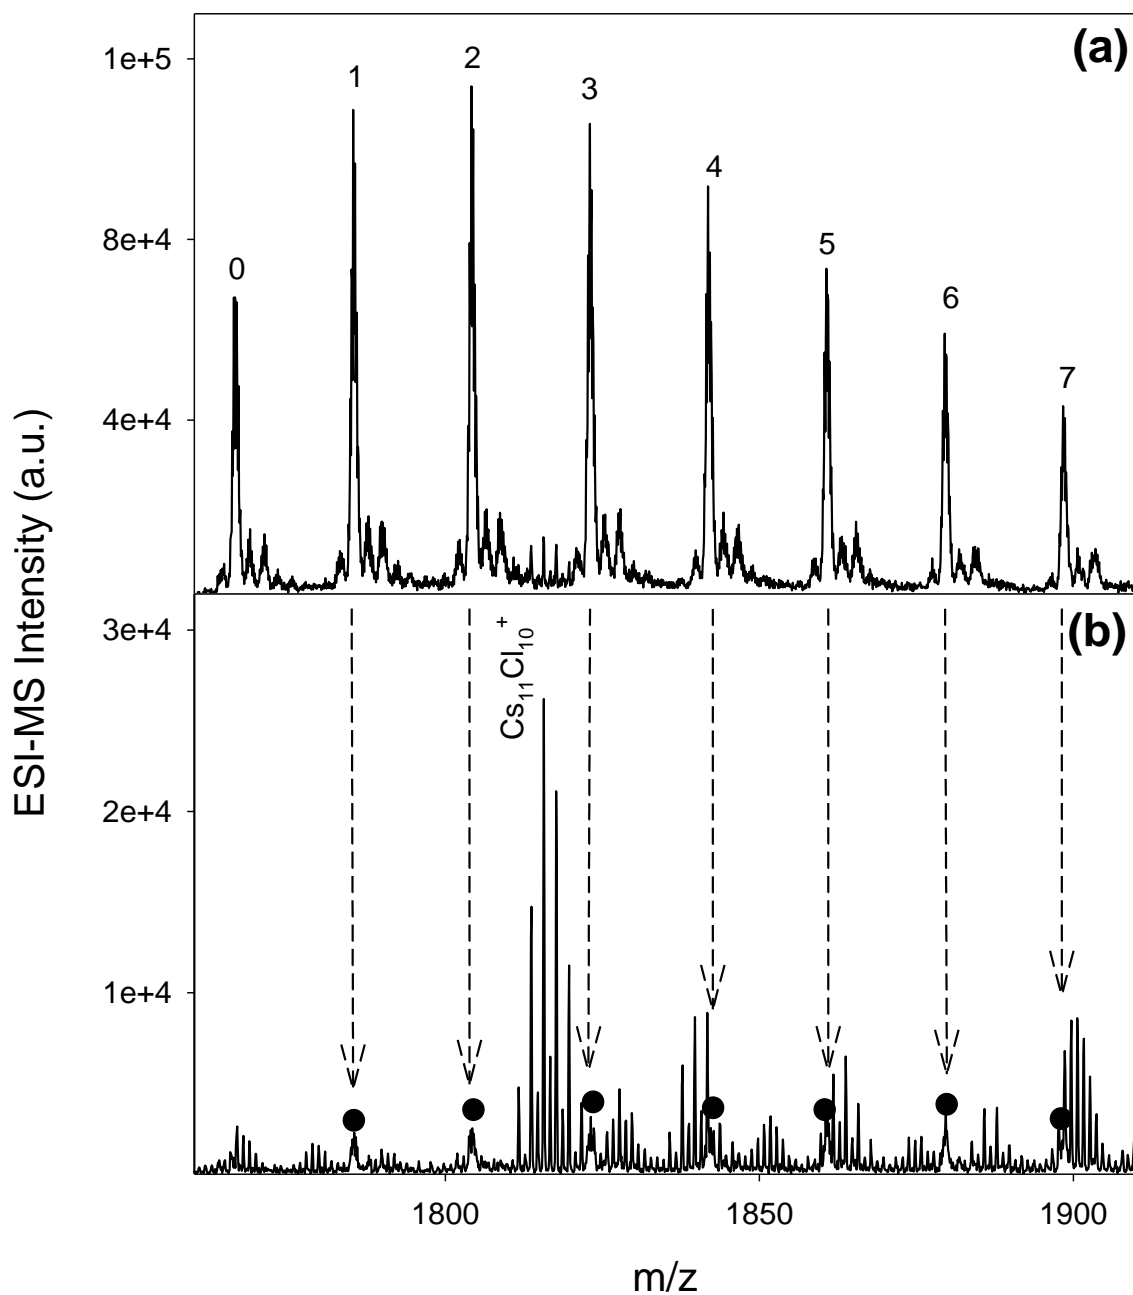 (a)
1e+5
8e+4
4e+4
0
1
2
3
4
5
6
7
ESI-MS Intensity (a.u.)
(b)
3e+4
2e+4
1e+4
Cs₁₁Cl₁₀⁺
1800
1850
1900
m/z